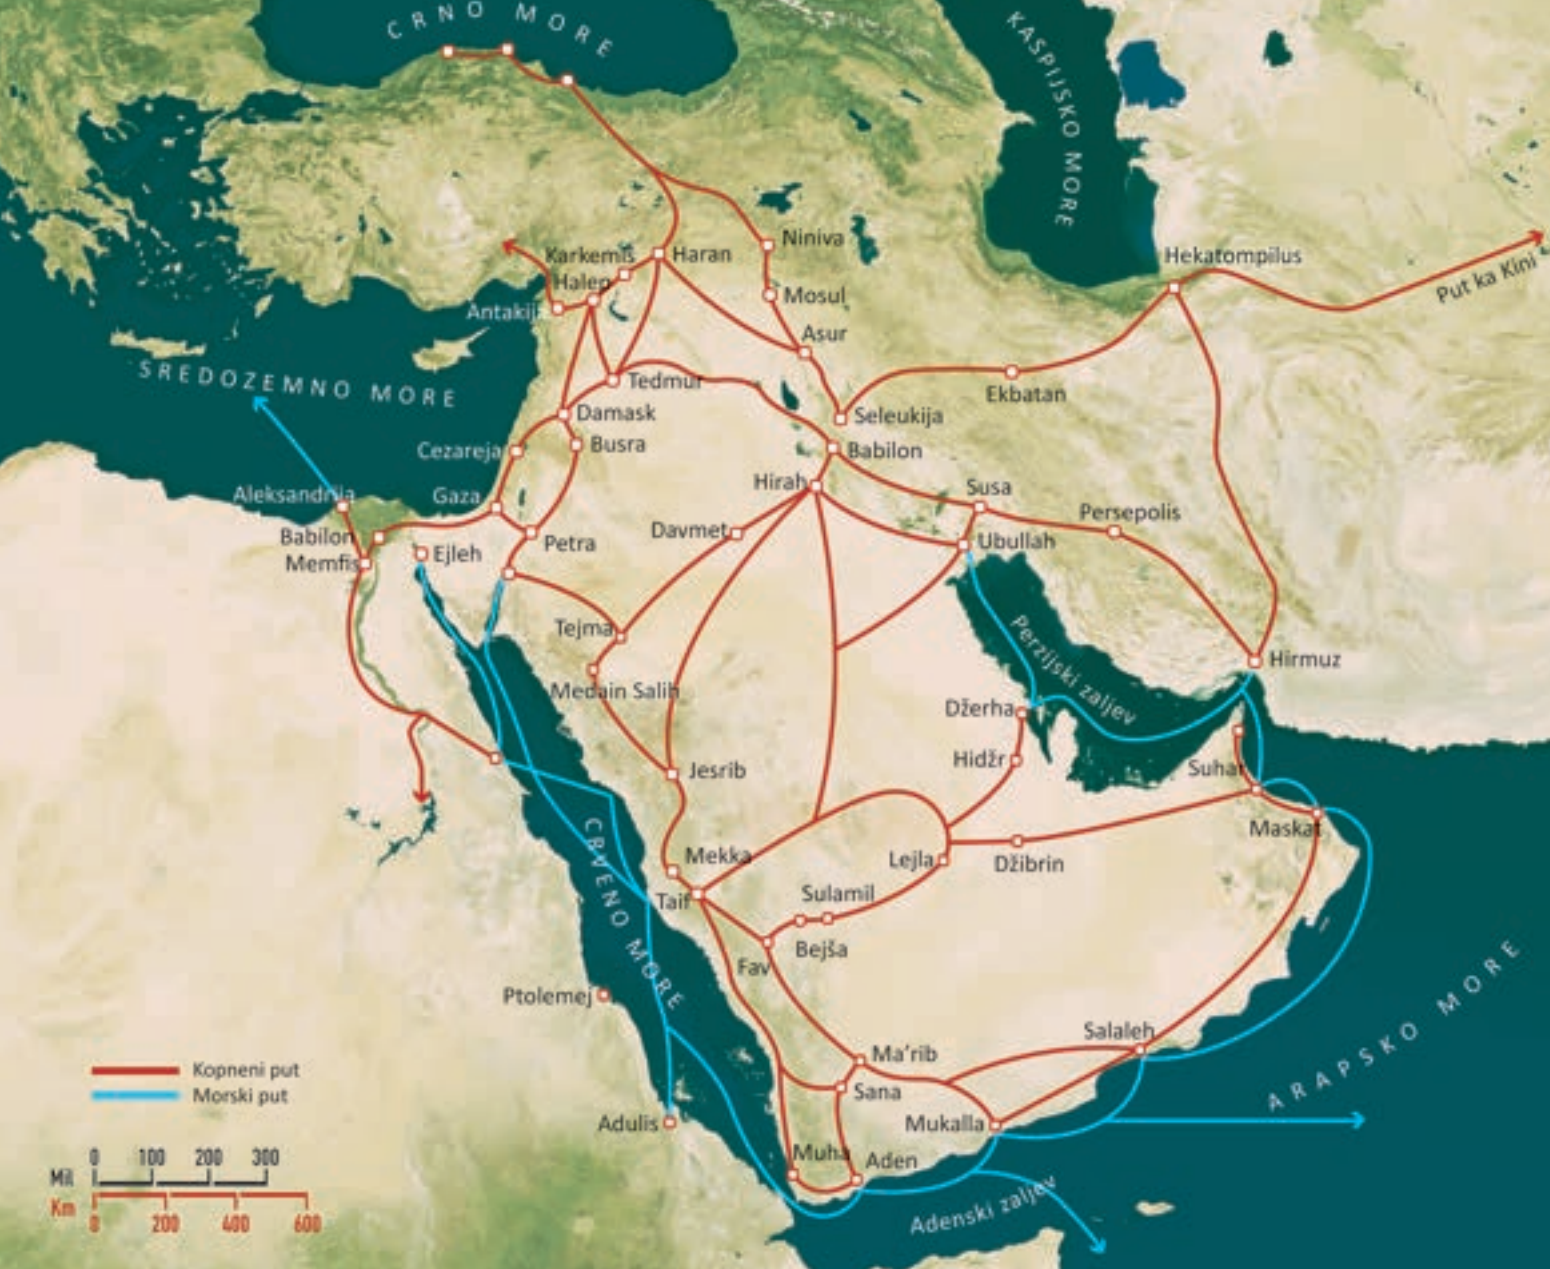 CRNO MORE
KASPIJSKO MORE
Niniva
Karkemiš
Haran
Hekatompilus
Halep
Put ka Kini
Mosul
Antakija
Asur
SREDOZEMNO MORE
Tedmur
Ekbatan
Damask
Seleukija
Cezareja
Busra
Babilon
Hirah
Aleksandrija
Gaza
Susa
Persepolis
Babilon
Davmet
Petra
Ubullah
Memfis
Ejleh
Tejma
Perzijski zaljev
Hirmuz
Medain Salih
Džerha
Jesrib
Hidžr
Suhar
CRVENO MORE
Maskat
Mekka
Lejla
Džibrin
Taif
Sulamil
Bejša
Fav
Ptolemej
ARAPSKO MORE
Salaleh
Ma'rib
Kopneni put
Sana
Morski put
Adulis
Mukalla
Muha
Aden
Adenski zaljev
0 100 200 300
Mil
Km
0 200 400 600